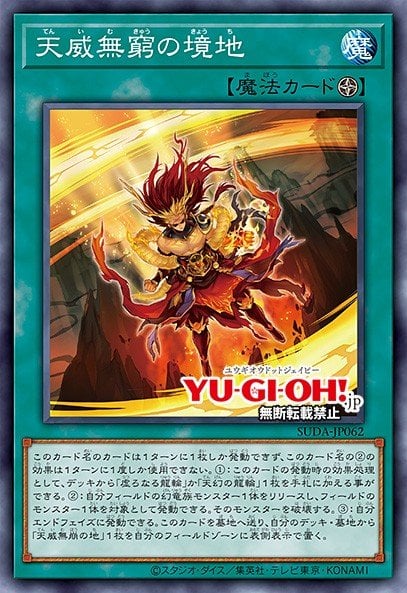 天威無窮の境地
魔
【魔法カード】
ユウギオウドットジェイピー
YU-GI-OH!.jp
無断転載禁止
SUDA-JP062
このカード名のカードは1ターンに1枚しか発動できず、このカード名の②の
効果は1ターンに1度しか使用できない。①:このカードの発動時の効果処理
として、デッキから「虚ろなる龍輪」か「天幻の龍輪」1枚を手札に加える事が
できる。②:自分フィールドの幻竜族モンスター1体をリリースし、フィールドの
モンスター1体を対象として発動できる。そのモンスターを破壊する。③:自分
エンドフェイズに発動できる。このカードを墓地へ送り、自分のデッキ・墓地から
「天威無崩の地」1枚を自分のフィールドゾーンに表側表示で置く。
©スタジオ・ダイス/集英社・テレビ東京・KONAMI